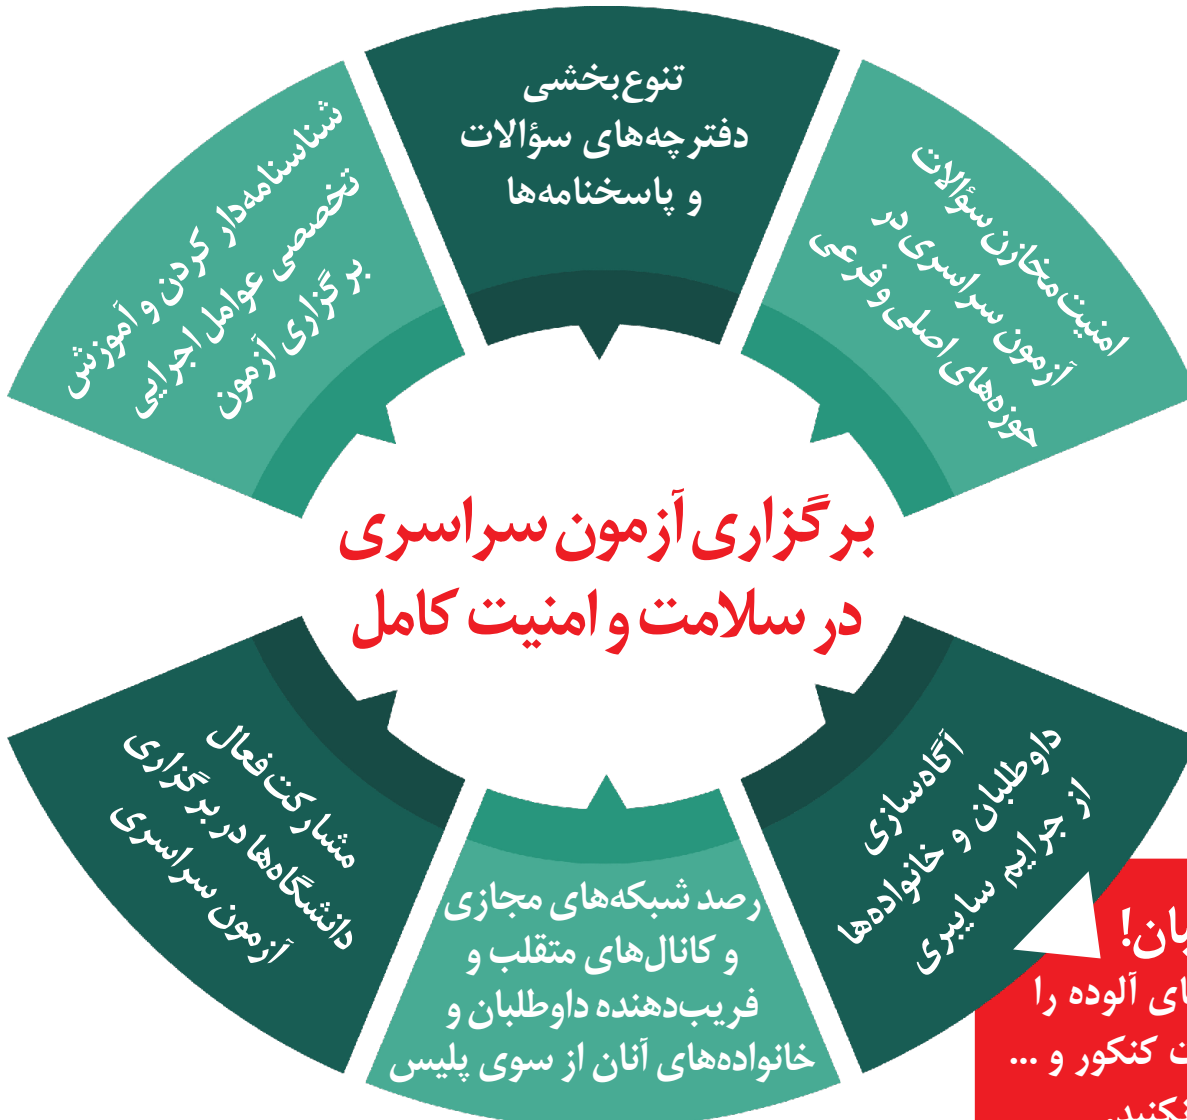 تنوع‌بخشی
دفترچه‌های سؤالات
و پاسخنامه‌ها
امنیت مخازن سؤالات
آزمون سراسری در
حوزه‌های اصلی و فرعی
شناسنامه‌دار کردن و آموزش
تخصصی عوامل اجرایی
برگزاری آزمون
برگزاری آزمون سراسری
در سلامت و امنیت کامل
آگاه‌سازی
داوطلبان و خانواده‌ها
از جرایم سایبری
رصد شبکه‌های مجازی
و کانال‌های متقلب و
فریب‌دهنده داوطلبان و
خانواده‌های آنان از سوی پلیس
مشارکت فعال
دانشگاه‌ها در برگزاری
آزمون سراسری
آلوده را
کنکور و ...